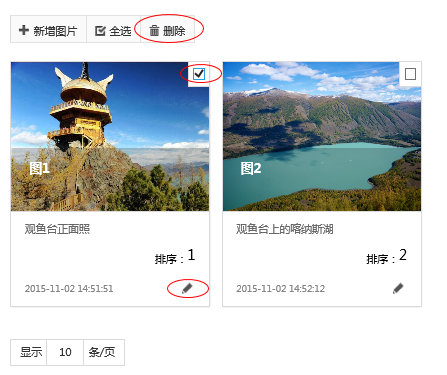 新增图片 全选 删除
图1 图2
观鱼台正面照 观鱼台上的喀纳斯湖
排序：1 排序：2
2015-11-02 14:51:51 2015-11-02 14:52:12
显示 10 条/页